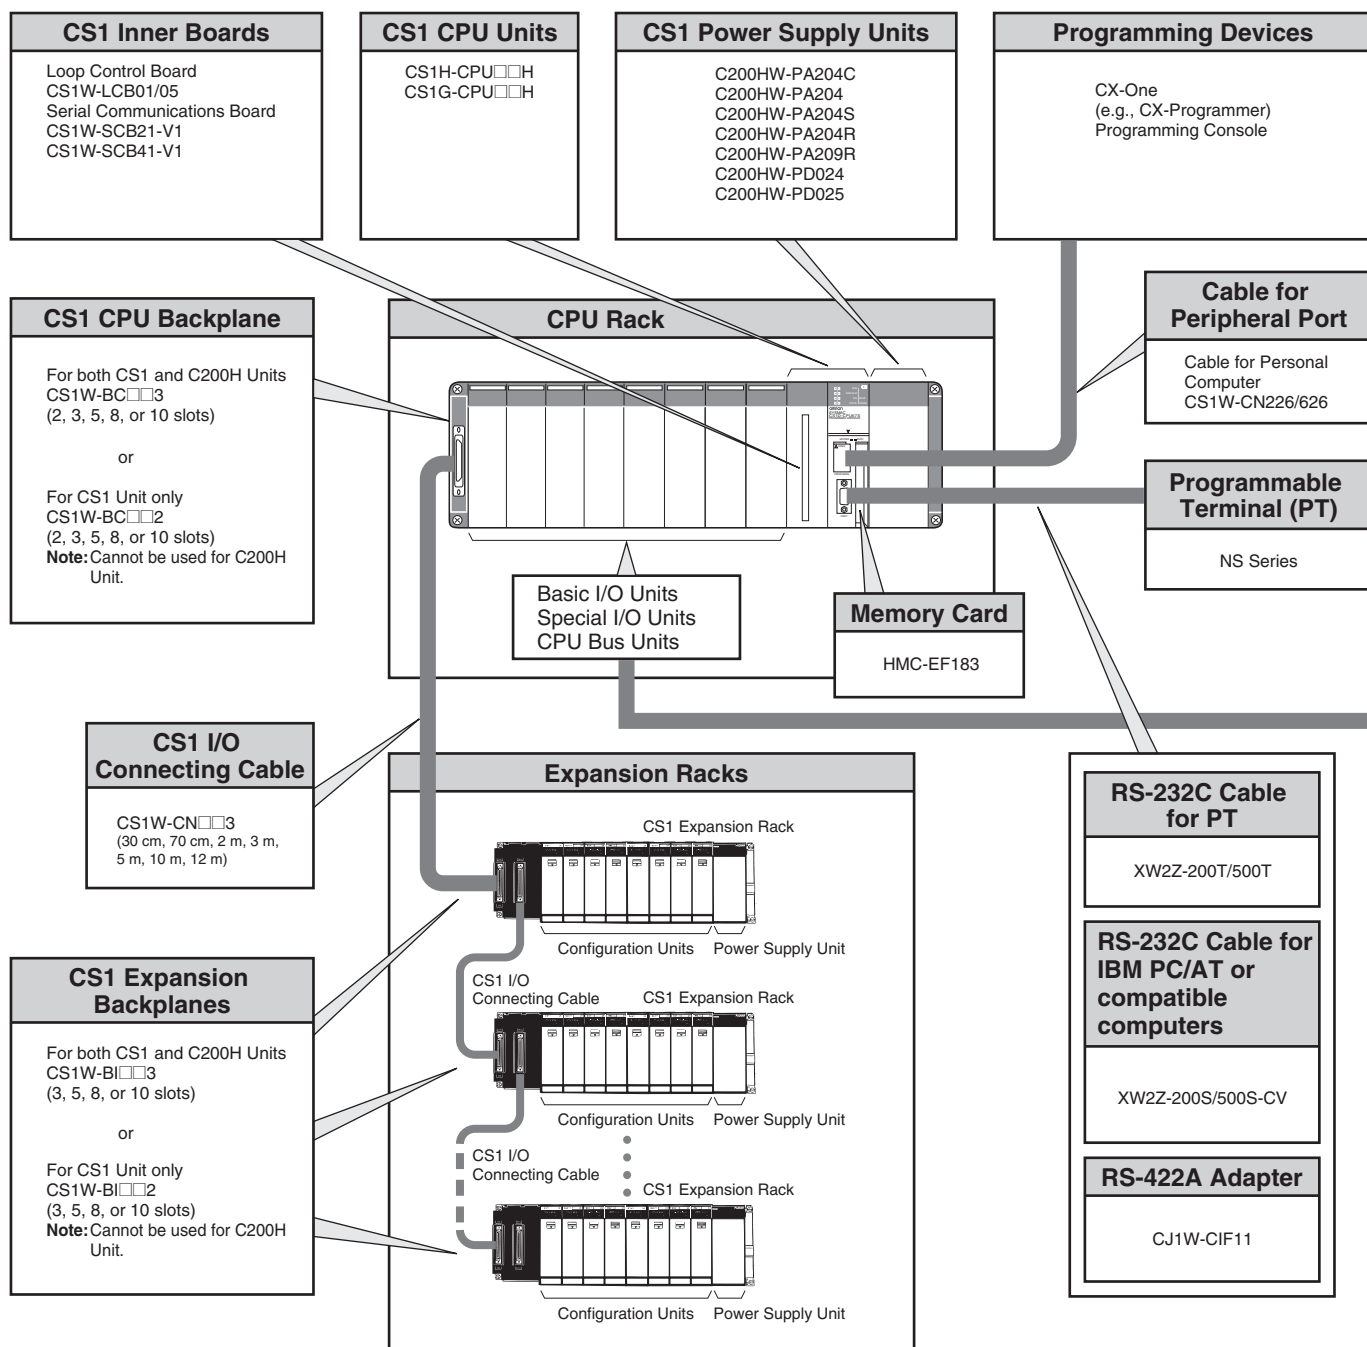 CS1 Inner Boards
Loop Control Board
CS1W-LCB01/05
Serial Communications Board
CS1W-SCB21-V1
CS1W-SCB41-V1
CS1 CPU Units
CS1H-CPU□□H
CS1G-CPU□□H
CS1 Power Supply Units
C200HW-PA204C
C200HW-PA204
C200HW-PA204S
C200HW-PA204R
C200HW-PA209R
C200HW-PD024
C200HW-PD025
Programming Devices
CX-One
(e.g., CX-Programmer)
Programming Console
CS1 CPU Backplane
For both CS1 and C200H Units
CS1W-BC□□3
(2, 3, 5, 8, or 10 slots)
or
For CS1 Unit only
CS1W-BC□□2
(2, 3, 5, 8, or 10 slots)
Note: Cannot be used for C200H
Unit.
CPU Rack
Basic I/O Units
Special I/O Units
CPU Bus Units
Memory Card
HMC-EF183
Cable for
Peripheral Port
Cable for Personal
Computer
CS1W-CN226/626
Programmable
Terminal (PT)
NS Series
CS1 I/O
Connecting Cable
CS1W-CN□□3
(30 cm, 70 cm, 2 m, 3 m,
5 m, 10 m, 12 m)
Expansion Racks
CS1 Expansion Rack
Configuration Units
Power Supply Unit
CS1 I/O
Connecting Cable
CS1 Expansion Rack
Configuration Units
Power Supply Unit
CS1 I/O
Connecting Cable
CS1 Expansion Rack
Configuration Units
Power Supply Unit
CS1 Expansion
Backplanes
For both CS1 and C200H Units
CS1W-BI□□3
(3, 5, 8, or 10 slots)
or
For CS1 Unit only
CS1W-BI□□2
(3, 5, 8, or 10 slots)
Note: Cannot be used for C200H
Unit.
RS-232C Cable
for PT
XW2Z-200T/500T
RS-232C Cable for
IBM PC/AT or
compatible
computers
XW2Z-200S/500S-CV
RS-422A Adapter
CJ1W-CIF11